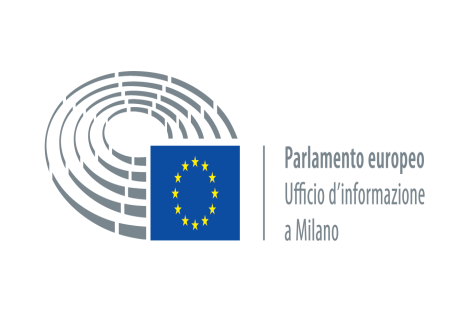 Parlamento europeo
Ufficio d'informazione
a Milano